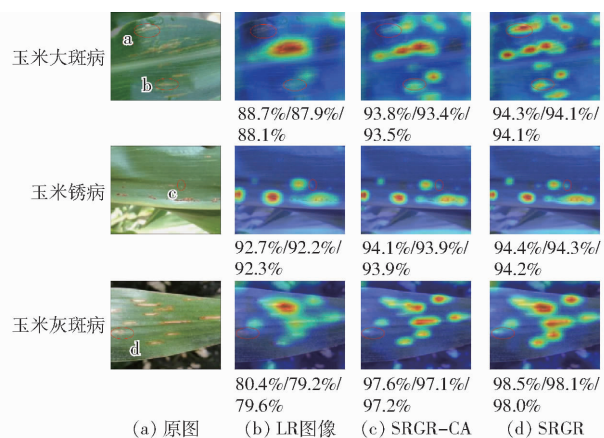 玉米大斑病
a
b
88.7%/87.9%/ 93.8%/93.4%/ 94.3%/94.1%/
88.1% 93.5% 94.1%
玉米锈病
c
92.7%/92.2%/ 94.1%/93.9%/ 94.4%/94.3%/
92.3% 93.9% 94.2%
玉米灰斑病
d
80.4%/79.2%/ 97.6%/97.1%/ 98.5%/98.1%/
79.6% 97.2% 98.0%
(a) 原图 (b) LR图像 (c) SRGR-CA (d) SRGR